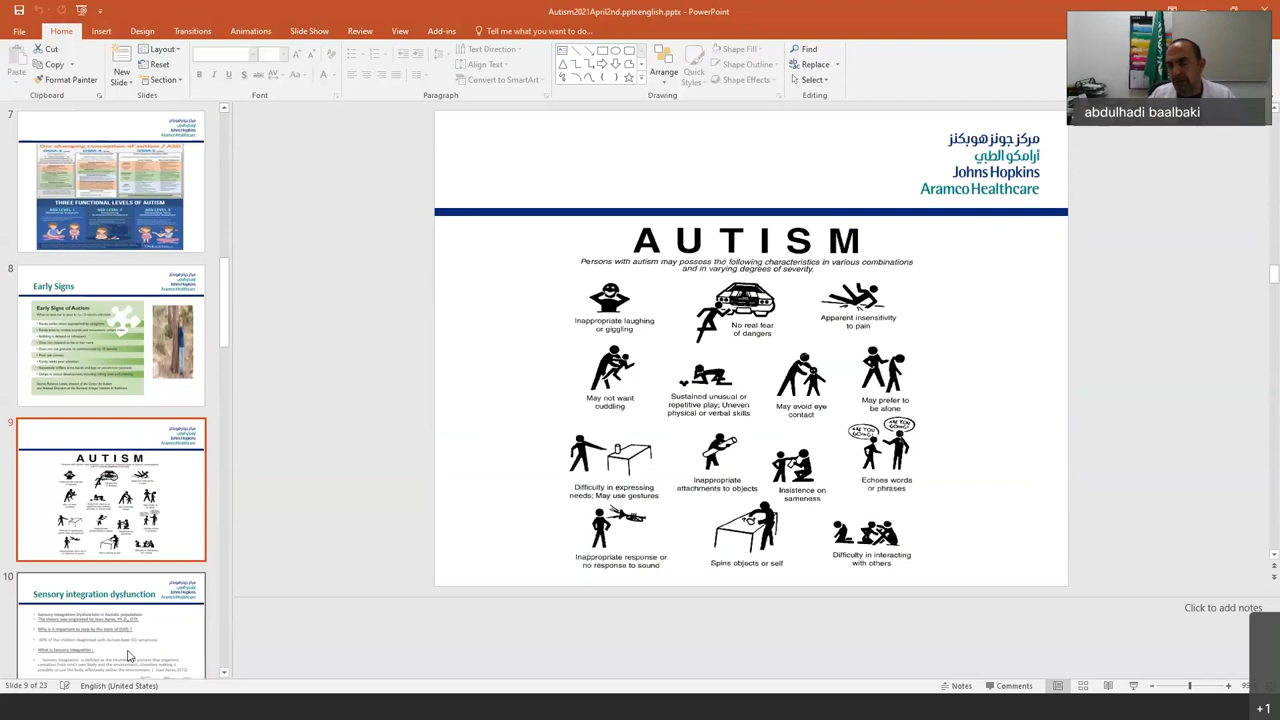 Autism2021April2nd.pptxenglish.pptx - PowerPoint
File Home Insert Design Transitions Animations Slide Show Review View Add-ins Tell me what you want to do...
Cut
Copy
Format Painter
Paste
Clipboard
New
Slide
Layout
Reset
Section
Slides
Font
Text Direction
Align Text
Convert to SmartArt
Paragraph
Arrange
Quick
Styles
Shape Fill
Shape Outline
Shape Effects
Drawing
Find
Replace
Select
Editing
abdulhadi baalbaki
7
THREE FUNCTIONAL LEVELS OF AUTISM
8
Early Signs
Early Signs of Autism
9
AUTISM
10
Sensory integration dysfunction
مركز جونز هوبكنز
أرامكو الطبي
Johns Hopkins
Aramco Healthcare
AUTISM
Persons with autism may possess the following characteristics in various combinations
and in varying degrees of severity.
Inappropriate laughing
or giggling
No real fear
of dangers
Apparent insensitivity
to pain
May not want
cuddling
Sustained unusual or
repetitive play; Uneven
physical or verbal skills
May avoid eye
contact
May prefer to
be alone
Difficulty in expressing
needs; May use gestures
Inappropriate
attachments to objects
Insistence on
sameness
ARE YOU
GOING?
ARE YOU
GOING?
Echoes words
or phrases
Inappropriate response or
no response to sound
Spins objects or self
Difficulty in interacting
with others
Click to add notes
Slide 9 of 23 English (United States) Notes Comments
+1